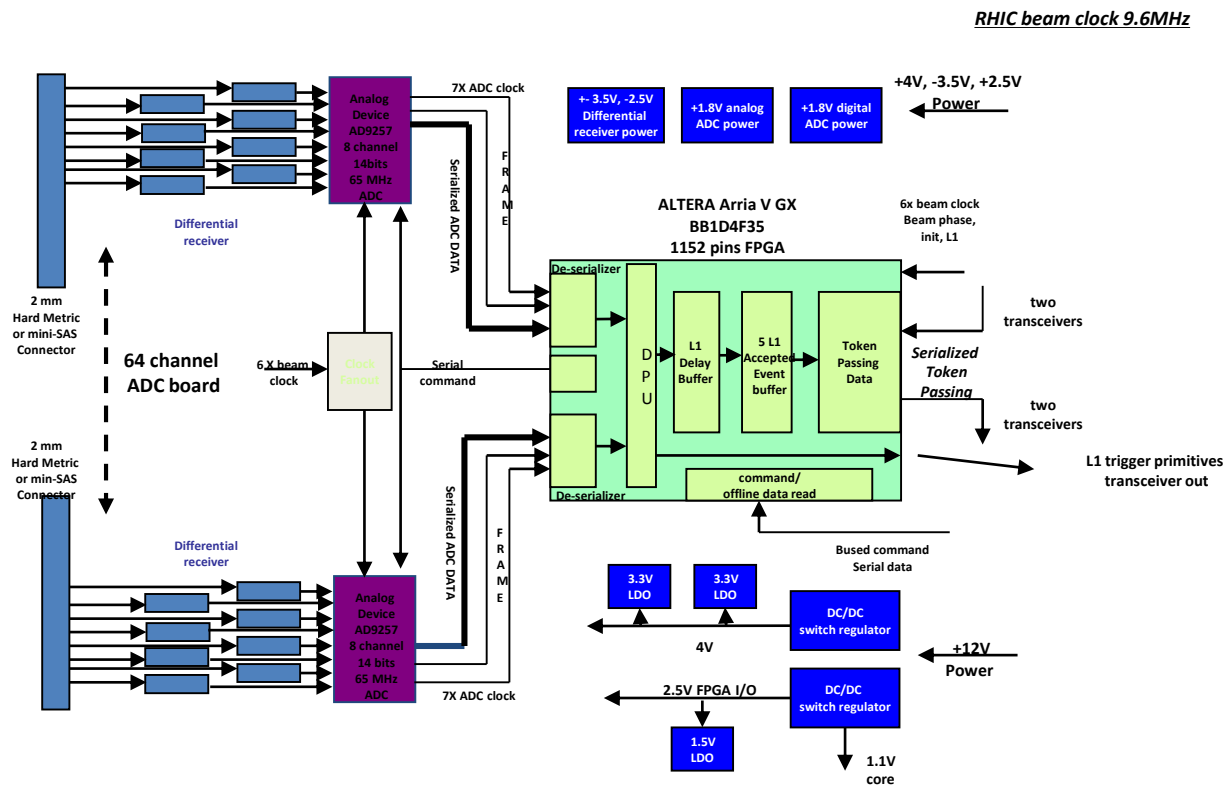 RHIC beam clock 9.6MHz
Analog
Device
AD9257
8 channel
14bits
65 MHz
ADC
7X ADC clock
FRAME
Serialized ADC DATA
+- 3.5V, -2.5V
Differential
receiver power
+1.8V analog
ADC power
+1.8V digital
ADC power
+4V, -3.5V, +2.5V
Power
Differential
receiver
2 mm
Hard Metric
or mini-SAS
Connector
64 channel
ADC board
6 X beam
clock
Clock
Fanout
Serial
command
ALTERA Arria V GX
BB1D4F35
1152 pins FPGA
De-serializer
DPU
L1
Delay
Buffer
5 L1
Accepted
Event
buffer
Token
Passing
Data
De-serializer
command/
offline data read
6x beam clock
Beam phase,
init, L1
two
transceivers
Serialized
Token
Passing
two
transceivers
L1 trigger primitives
transceiver out
Bused command
Serial data
2 mm
Hard Metric
or min-SAS
Connector
Differential
receiver
Analog
Device
AD9257
8 channel
14 bits
65 MHz
ADC
Serialized ADC DATA
FRAME
7X ADC clock
3.3V
LDO
3.3V
LDO
DC/DC
switch regulator
4V
+12V
Power
2.5V FPGA I/O
DC/DC
switch regulator
1.5V
LDO
1.1V
core